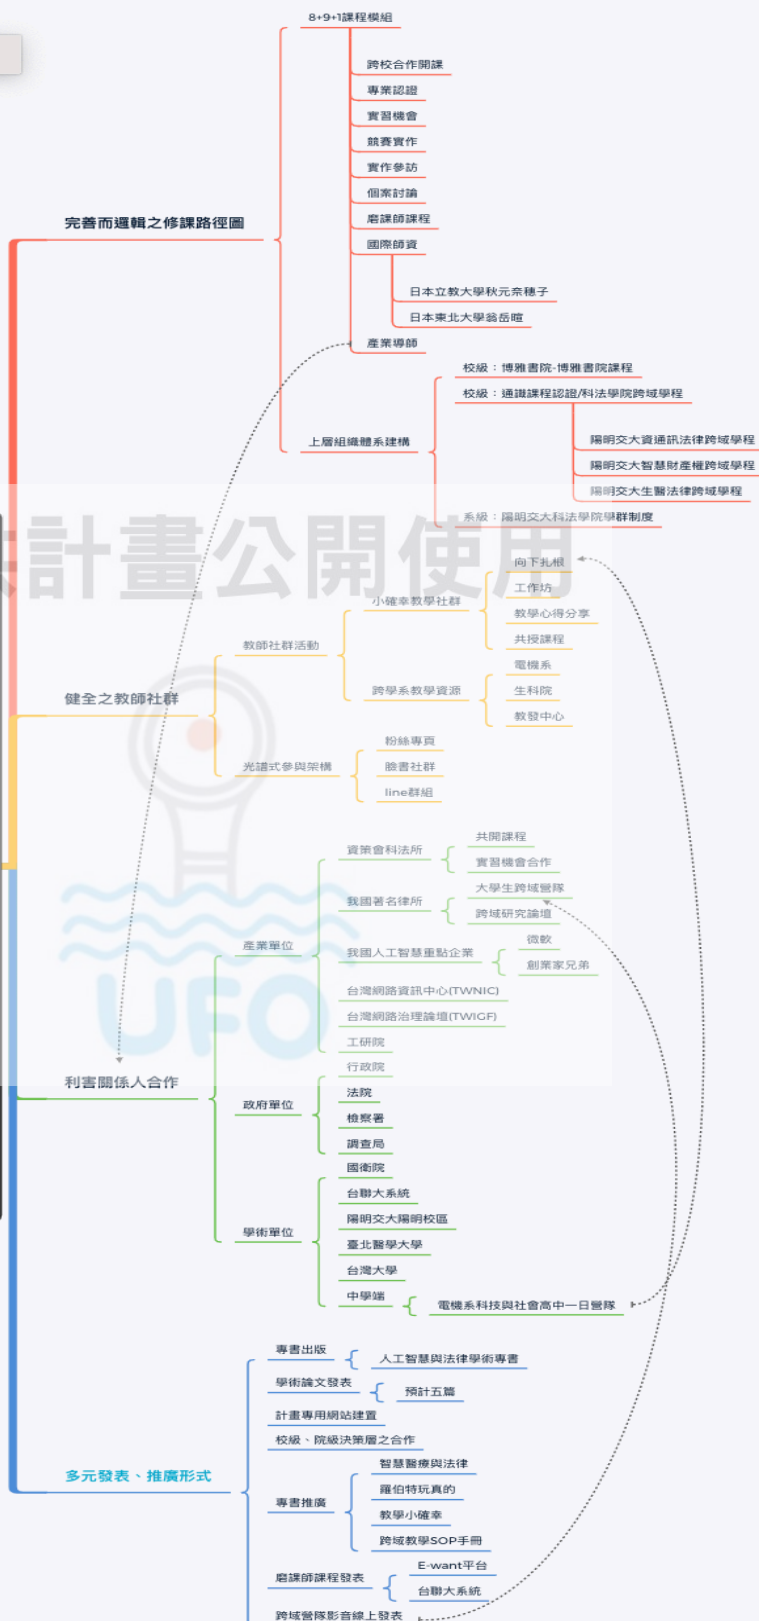 8+9+1課程模組
跨校合作開課
專業認證
實習機會
競賽實作
實作參訪
個案討論
磨課師課程
國際師資
日本立教大學秋元奈穗子
日本東北大學翁岳暄
產業導師
完善而邏輯之修課路徑圖
上層組織體系建構
校級：博雅書院-博雅書院課程
校級：通識課程認證/科法學院跨域學程
陽明交大資通訊法律跨域學程
陽明交大智慧財產權跨域學程
陽明交大生醫法律跨域學程
系級：陽明交大科法學院學群制度
計畫公開使用
健全之教師社群
教師社群活動
小確幸教學社群
向下扎根
工作坊
教學心得分享
共授課程
跨學系教學資源
電機系
生科院
教發中心
光譜式參與架構
粉絲專頁
臉書社群
line群組
UFO
利害關係人合作
產業單位
資策會科法所
共開課程
實習機會合作
我國著名律所
大學生跨域營隊
跨域研究論壇
我國人工智慧重點企業
微軟
創業家兄弟
台灣網路資訊中心(TWNIC)
台灣網路治理論壇(TWIGF)
工研院
政府單位
行政院
法院
檢察署
調查局
學術單位
國衛院
台聯大系統
陽明交大陽明校區
臺北醫學大學
台灣大學
中學端
電機系科技與社會高中一日營隊
多元發表、推廣形式
專書出版
人工智慧與法律學術專書
學術論文發表
預計五篇
計畫專用網站建置
校級、院級決策層之合作
專書推廣
智慧醫療與法律
羅伯特玩真的
教學小確幸
跨域教學SOP手冊
磨課師課程發表
E-want平台
台聯大系統
跨域營隊影音線上發表